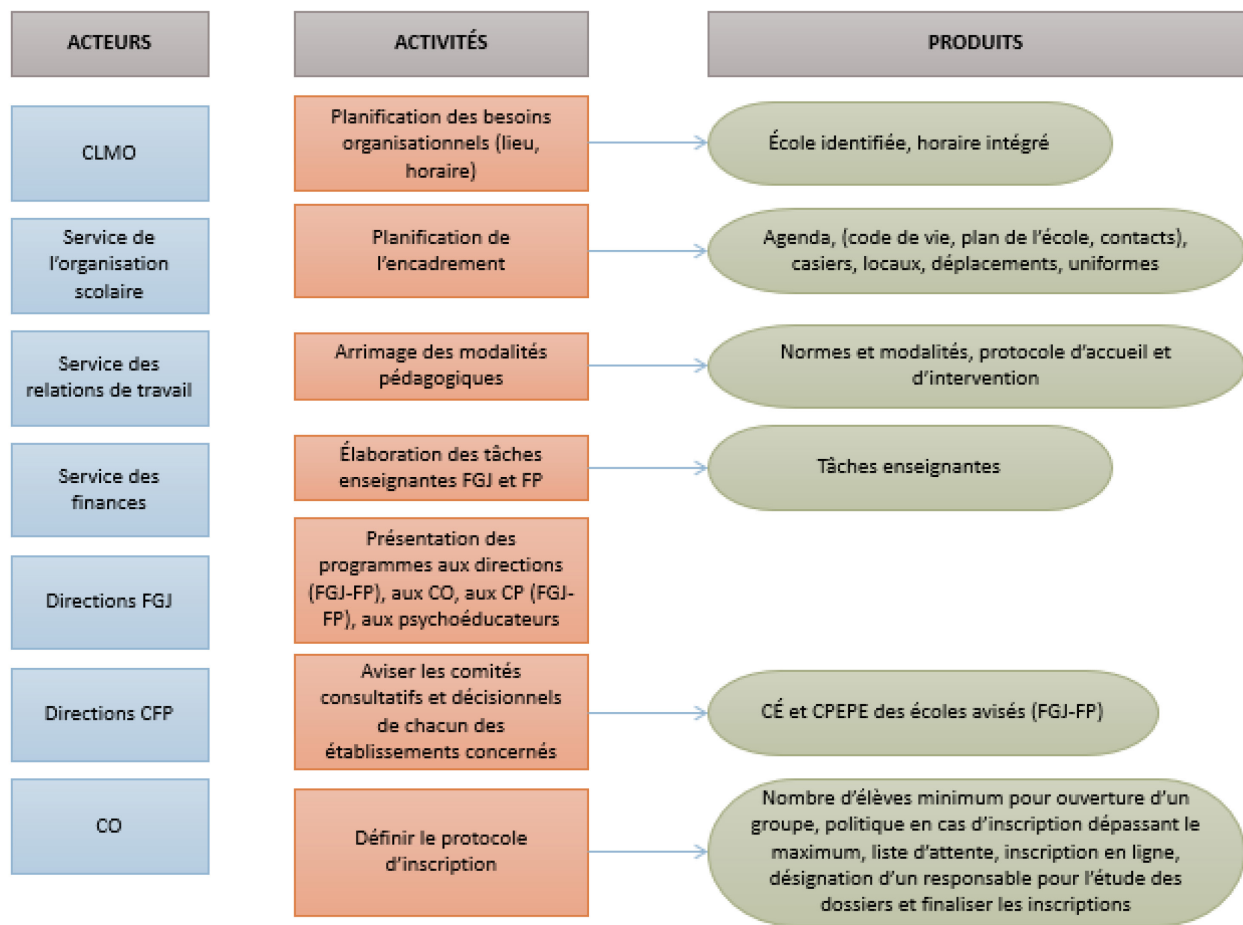 ACTEURS
ACTIVITÉS
PRODUITS
CLMO
Planification des besoins
organisationnels (lieu,
horaire)
École identifiée, horaire intégré
Service de
l'organisation
scolaire
Planification de
l'encadrement
Agenda, (code de vie, plan de l'école, contacts),
casiers, locaux, déplacements, uniformes
Service des
relations de travail
Arrimage des modalités
pédagogiques
Normes et modalités, protocole d'accueil et
d'intervention
Service des
finances
Élaboration des tâches
enseignantes FGJ et FP
Tâches enseignantes
Directions FGJ
Présentation des
programmes aux directions
(FGJ-FP), aux CO, aux CP (FGJ-
FP), aux psychoéducateurs
Directions CFP
Aviser les comités
consultatifs et décisionnels
de chacun des
établissements concernés
CÉ et CPEPE des écoles avisés (FGJ-FP)
CO
Définir le protocole
d'inscription
Nombre d'élèves minimum pour ouverture d'un
groupe, politique en cas d'inscription dépassant le
maximum, liste d'attente, inscription en ligne,
désignation d'un responsable pour l'étude des
dossiers et finaliser les inscriptions